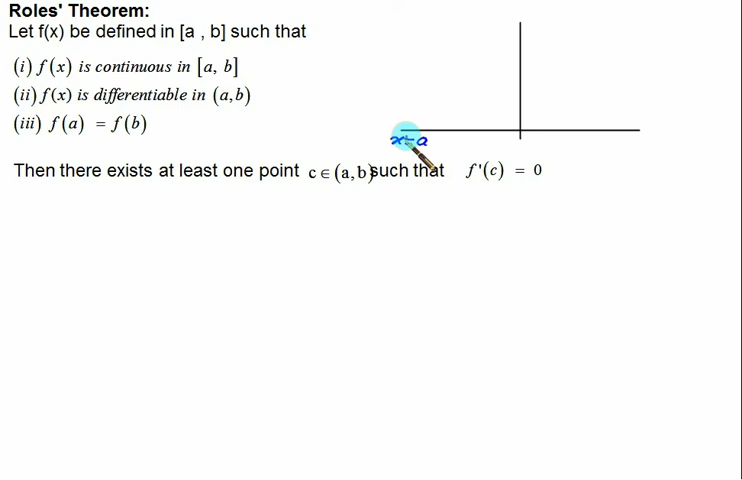 Roles' Theorem:
Let f(x) be defined in [a , b] such that
(i) f(x) is continuous in [a, b]
(ii) f(x) is differentiable in (a,b)
(iii) f(a) = f(b)
x=a
Then there exists at least one point c∈(a,b) such that f'(c) = 0